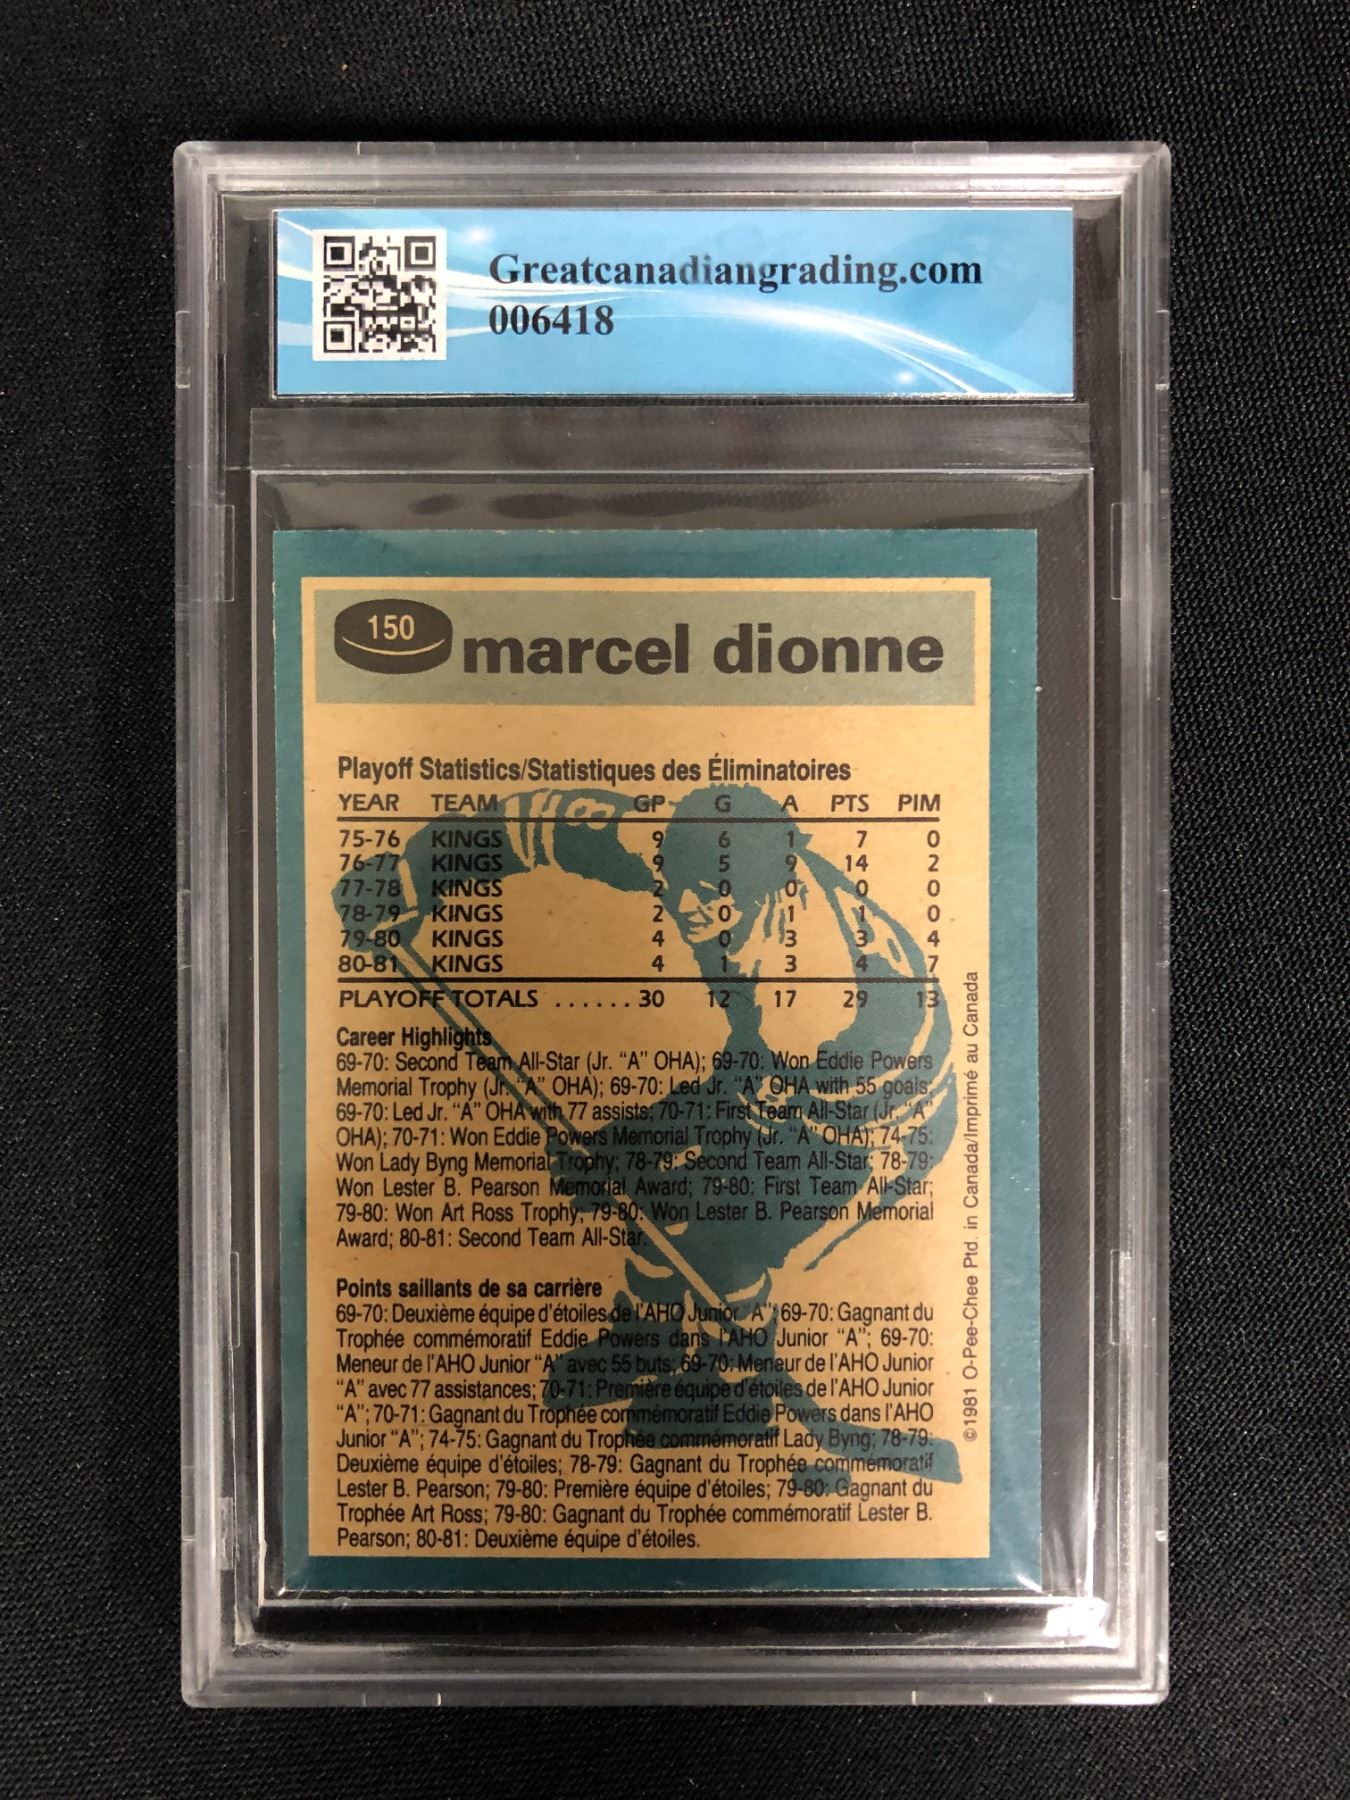 Greatcanadiangrading.com
006418
150
marcel dionne
Playoff Statistics/Statistiques des Éliminatoires
YEAR TEAM GP G A PTS PIM
75-76 KINGS 9 6 1 7 0
76-77 KINGS 9 5 9 14 2
77-78 KINGS 2 0 0 0 0
78-79 KINGS 2 0 1 1 0
79-80 KINGS 4 0 3 3 4
80-81 KINGS 4 1 3 4 7
PLAYOFF TOTALS ......30 12 17 29 13
Career Highlights
69-70: Second Team All-Star (Jr. “A” OHA); 69-70: Won Eddie Powers
Memorial Trophy (Jr. “A” OHA); 69-70: Led Jr. “A” OHA with 55 goals;
69-70: Led Jr. “A” OHA with 77 assists; 70-71: First Team All-Star (Jr. “A”
OHA); 70-71: Won Eddie Powers Memorial Trophy (Jr. “A” OHA); 74-75:
Won Lady Byng Memorial Trophy; 78-79: Second Team All-Star; 78-79:
Won Lester B. Pearson Memorial Award; 79-80: First Team All-Star;
79-80: Won Art Ross Trophy; 79-80: Won Lester B. Pearson Memorial
Award; 80-81: Second Team All-Star.
Points saillants de sa carrière
69-70: Deuxième équipe d'étoiles de l'AHO Junior “A”; 69-70: Gagnant du
Trophée commémoratif Eddie Powers dans l'AHO Junior “A”; 69-70:
Meneur de l'AHO Junior “A” avec 55 buts; 69-70: Meneur de l'AHO Junior
“A” avec 77 assistances; 70-71: Première équipe d'étoiles de l'AHO Junior
“A”; 70-71: Gagnant du Trophée commémoratif Eddie Powers dans l'AHO
Junior “A”; 74-75: Gagnant du Trophée commémoratif Lady Byng; 78-79:
Deuxième équipe d'étoiles; 78-79: Gagnant du Trophée commémoratif
Lester B. Pearson; 79-80: Première équipe d'étoiles; 79-80: Gagnant du
Trophée Art Ross; 79-80: Gagnant du Trophée commémoratif Lester B.
Pearson; 80-81: Deuxième équipe d'étoiles.
©1981 O-Pee-Chee Ptd. in Canada/Imprimé au Canada